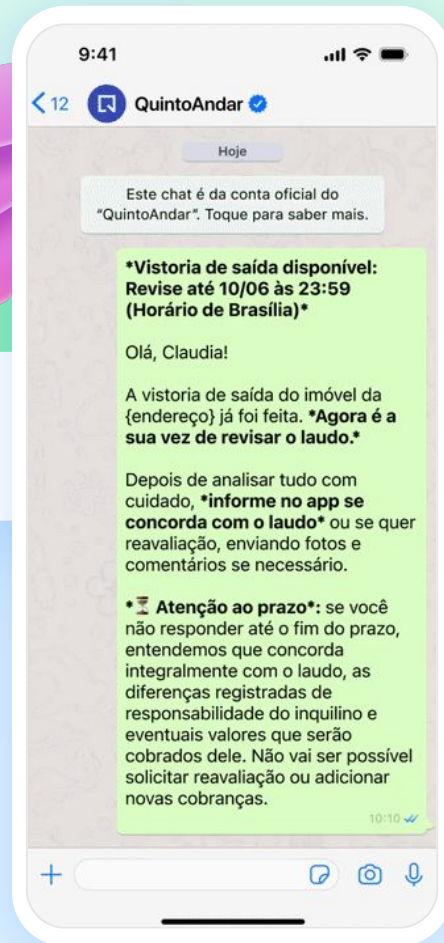 9:41
12 QuintoAndar
Hoje
Este chat é da conta oficial do
"QuintoAndar". Toque para saber mais.
*Vistoria de saída disponível:
Revise até 10/06 às 23:59
(Horário de Brasília)*
Olá, Claudia!
A vistoria de saída do imóvel da
{endereço} já foi feita. *Agora é a
sua vez de revisar o laudo.*
Depois de analisar tudo com
cuidado, *informe no app se
concorda com o laudo* ou se quer
reavaliação, enviando fotos e
comentários se necessário.
*⏳ Atenção ao prazo*: se você
não responder até o fim do prazo,
entendemos que concorda
integralmente com o laudo, as
diferenças registradas de
responsabilidade do inquilino e
eventuais valores que serão
cobrados dele. Não vai ser possível
solicitar reavaliação ou adicionar
novas cobranças.
10:10